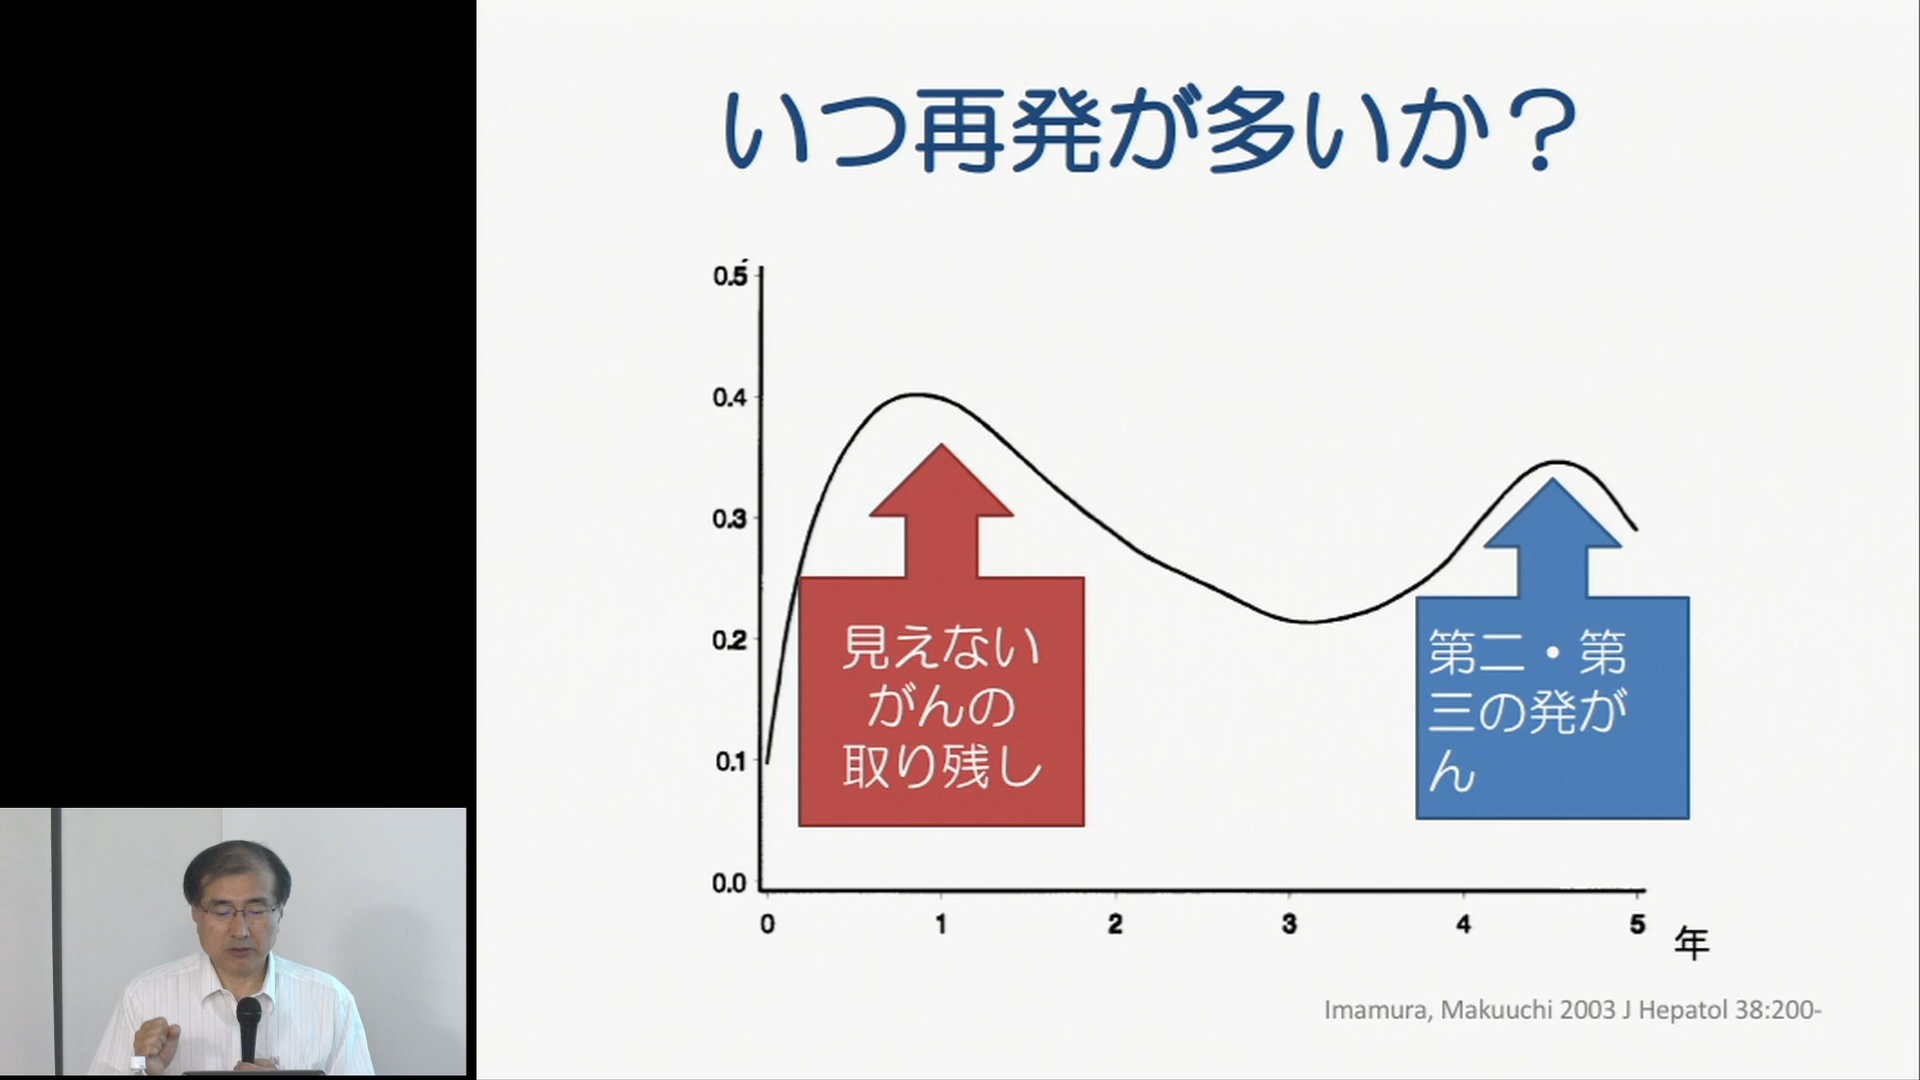 いつ再発が多いか？
0.5
0.4
0.3
0.2
0.1
0.0
見えない
がんの
取り残し
第二・第
三の発が
ん
0 1 2 3 4 5 年
Imamura, Makuuchi 2003 J Hepatol 38:200-